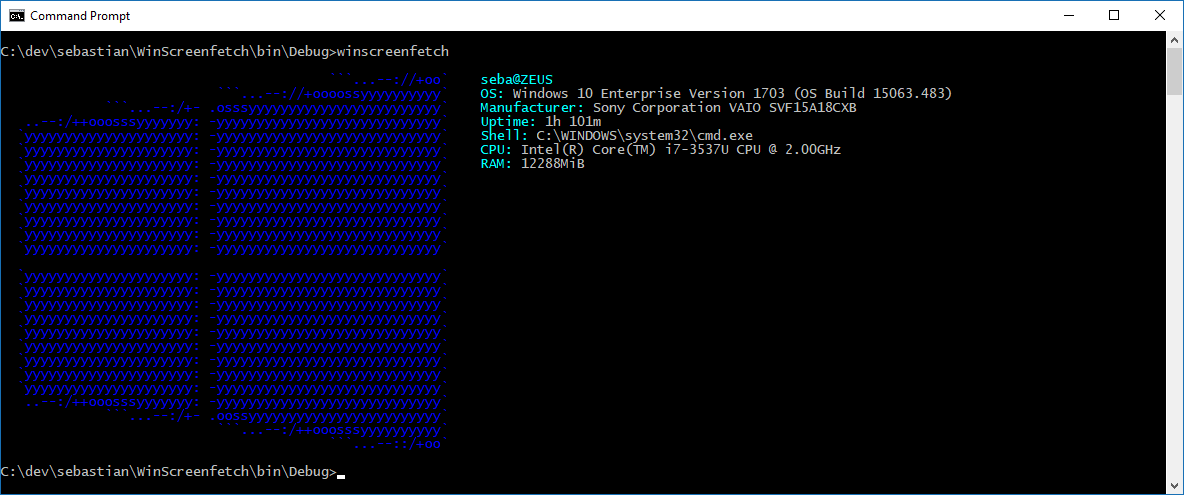 Command Prompt
C:\dev\sebastian\WinScreenfetch\bin\Debug>winscreenfetch
seba@ZEUS
OS: Windows 10 Enterprise Version 1703 (OS Build 15063.483)
Manufacturer: Sony Corporation VAIO SVF15A18CXB
Uptime: 1h 101m
Shell: C:\WINDOWS\system32\cmd.exe
CPU: Intel(R) Core(TM) i7-3537U CPU @ 2.00GHz
RAM: 12288MiB
C:\dev\sebastian\WinScreenfetch\bin\Debug>